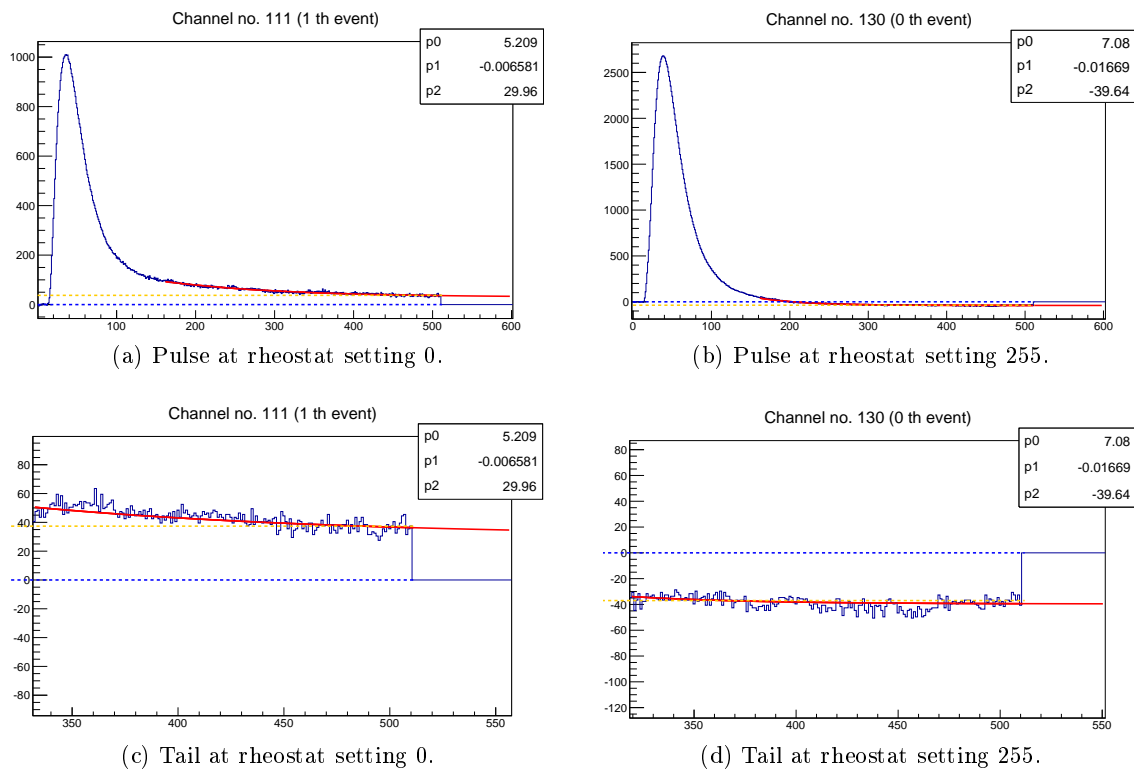 Channel no. 111 (1 th event)
p0 5.209
p1 -0.006581
p2 29.96
1000
800
600
400
200
0
100 200 300 400 500 600
(a) Pulse at rheostat setting 0.
Channel no. 130 (0 th event)
p0 7.08
p1 -0.01669
p2 -39.64
2500
2000
1500
1000
500
0
0 100 200 300 400 500 600
(b) Pulse at rheostat setting 255.
Channel no. 111 (1 th event)
p0 5.209
p1 -0.006581
p2 29.96
80
60
40
20
0
-20
-40
-60
-80
350 400 450 500 550
(c) Tail at rheostat setting 0.
Channel no. 130 (0 th event)
p0 7.08
p1 -0.01669
p2 -39.64
80
60
40
20
0
-20
-40
-60
-80
-100
-120
350 400 450 500 550
(d) Tail at rheostat setting 255.